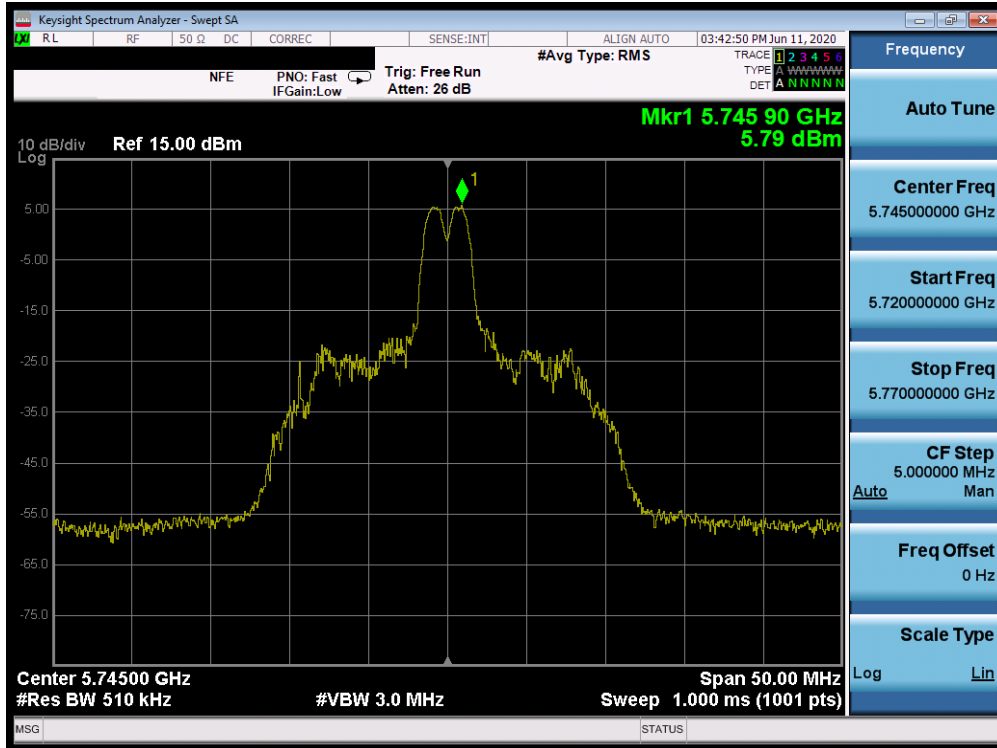 Keysight Spectrum Analyzer - Swept SA
LXI RL RF 50 Ω DC CORREC SENSE:INT ALIGN AUTO 03:42:50 PM Jun 11, 2020
NFE PNO: Fast Trig: Free Run #Avg Type: RMS TRACE 1 2 3 4 5 6
IFGain:Low Atten: 26 dB TYPE A WWWWW
DET A N N N N N
Mkr1 5.745 90 GHz
5.79 dBm
10 dB/div Ref 15.00 dBm
Log
1
5.00
-5.00
-15.0
-25.0
-35.0
-45.0
-55.0
-65.0
-75.0
Center 5.74500 GHz Span 50.00 MHz
#Res BW 510 kHz #VBW 3.0 MHz Sweep 1.000 ms (1001 pts)
MSG STATUS
Frequency
Auto Tune
Center Freq
5.745000000 GHz
Start Freq
5.720000000 GHz
Stop Freq
5.770000000 GHz
CF Step
5.000000 MHz
Auto Man
Freq Offset
0 Hz
Scale Type
Log Lin